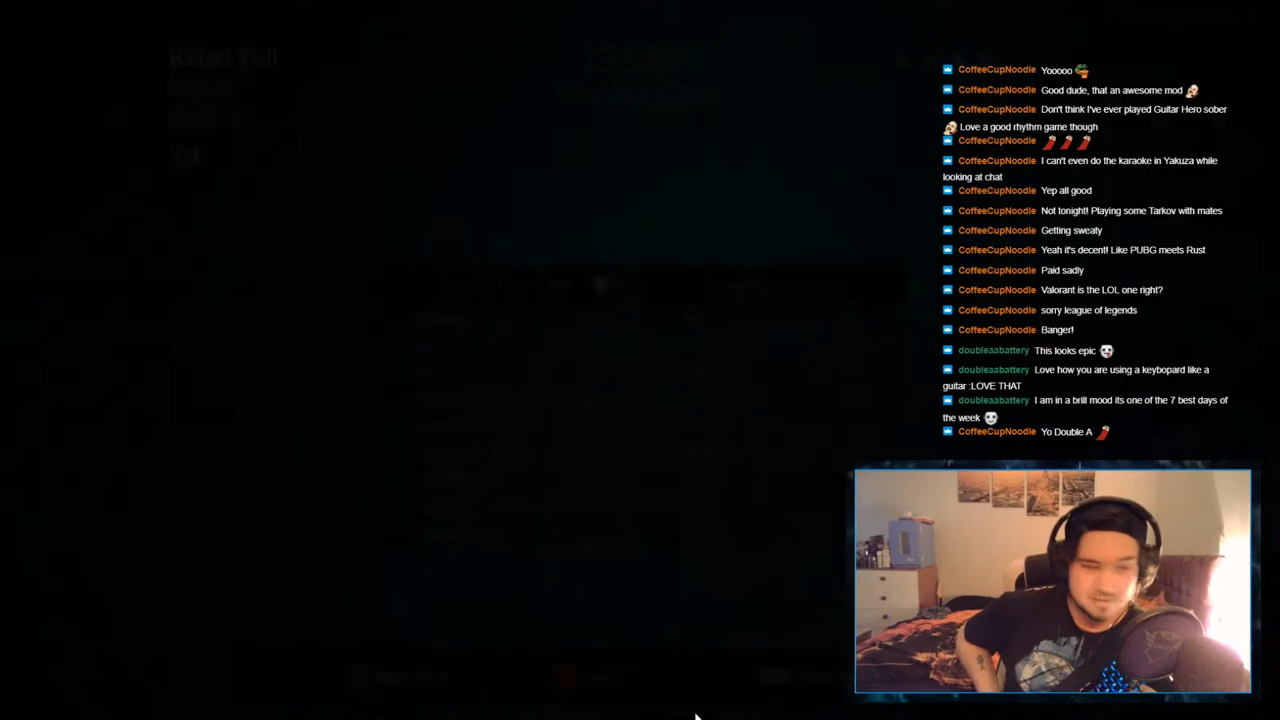 Rebel Yell
CoffeeCupNoodle Yooooo
CoffeeCupNoodle Good dude, that an awesome mod
CoffeeCupNoodle Don't think I've ever played Guitar Hero sober
Love a good rhythm game though
CoffeeCupNoodle
CoffeeCupNoodle I can't even do the karaoke in Yakuza while
looking at chat
CoffeeCupNoodle Yep all good
CoffeeCupNoodle Not tonight! Playing some Tarkov with mates
CoffeeCupNoodle Getting sweaty
CoffeeCupNoodle Yeah it's decent! Like PUBG meets Rust
CoffeeCupNoodle Paid sadly
CoffeeCupNoodle Valorant is the LOL one right?
CoffeeCupNoodle sorry league of legends
CoffeeCupNoodle Banger!
doubleaabattery This looks epic
doubleaabattery Love how you are using a keybopard like a
guitar :LOVE THAT
doubleaabattery I am in a brill mood its one of the 7 best days of
the week
CoffeeCupNoodle Yo Double A